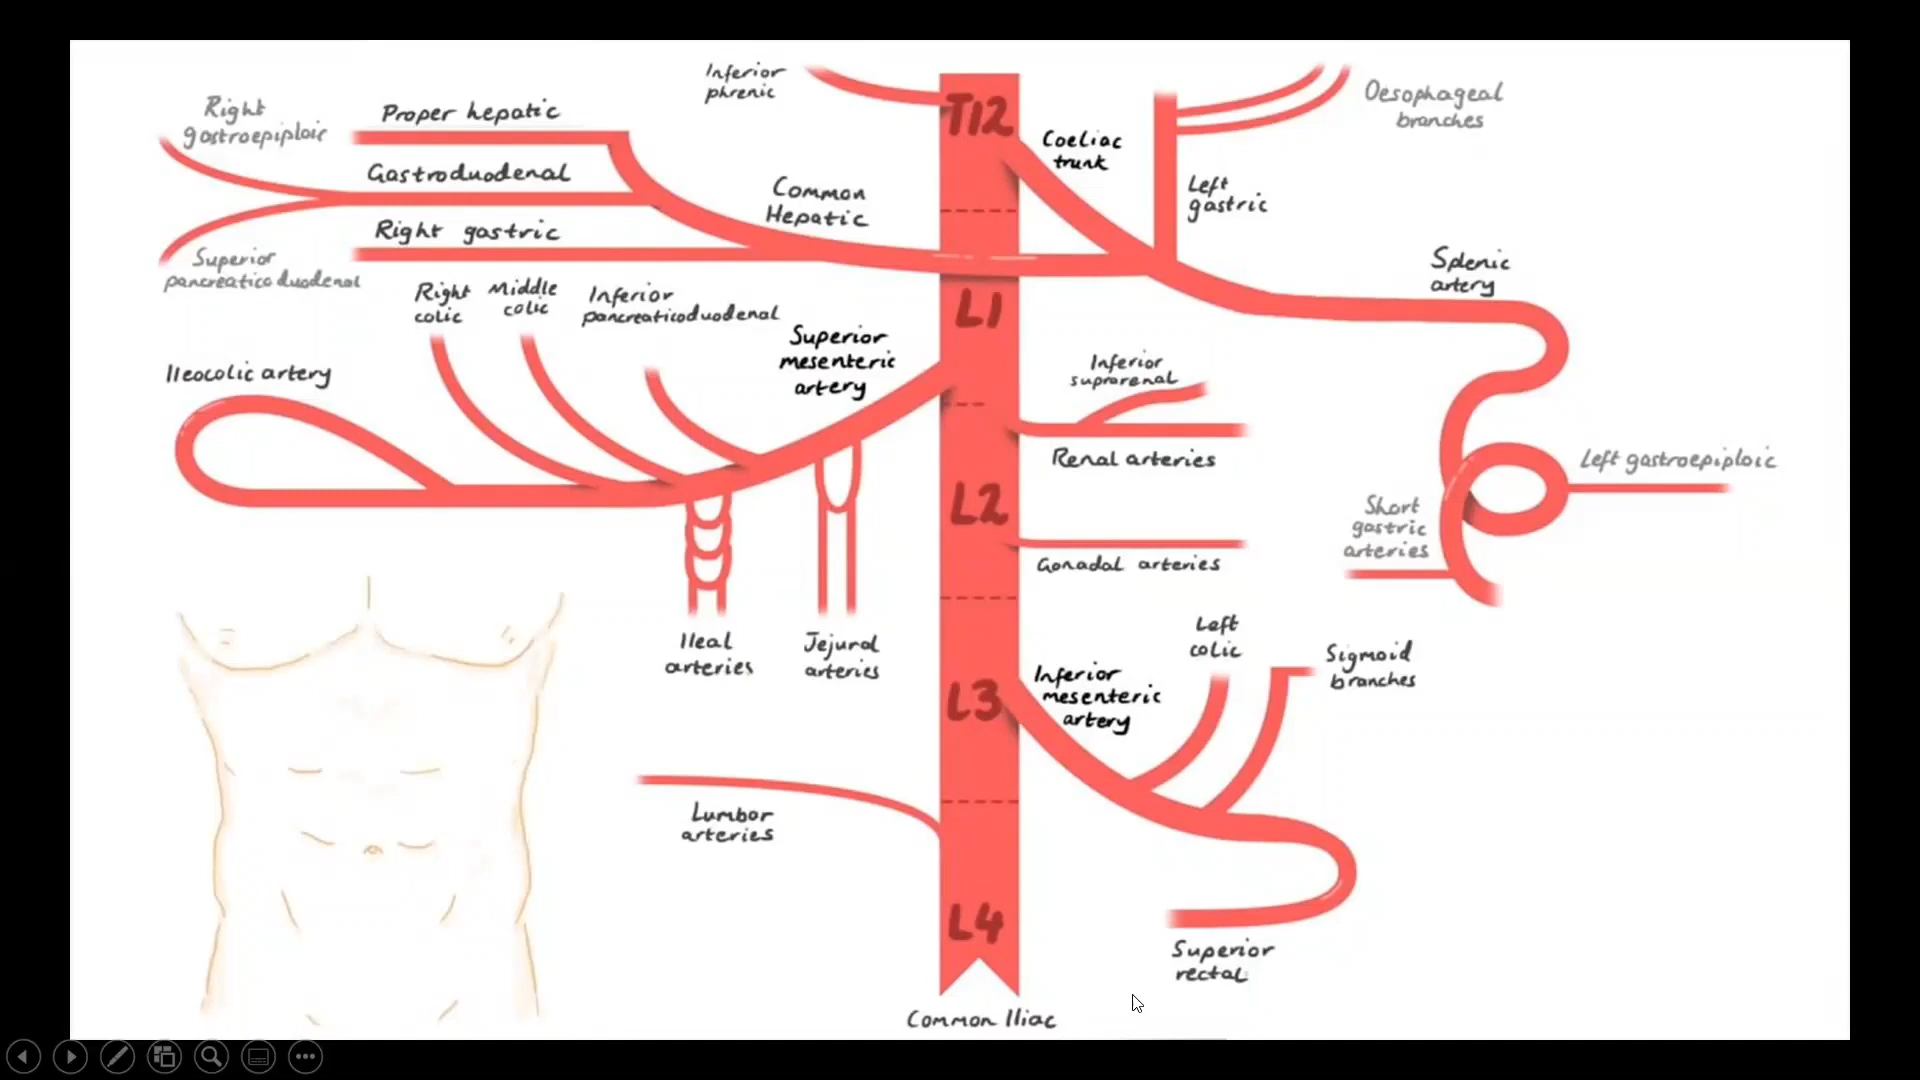 Inferior
phrenic
T12
Oesophageal
branches
Right
gastroepiploic
Proper hepatic
Coeliac
trunk
Gastroduodenal
Left
gastric
Common
Hepatic
Right gastric
Superior
pancreaticoduodenal
Splenic
artery
Right
colic
Middle
colic
Inferior
pancreaticoduodenal
L1
Superior
mesenteric
artery
Ileocolic artery
Inferior
suprarenal
Renal arteries
Left gastroepiploic
L2
Short
gastric
arteries
Gonadal arteries
Ileal
arteries
Jejural
arteries
Left
colic
Sigmoid
branches
L3
Inferior
mesenteric
artery
Lumbor
arteries
L4
Superior
rectal
Common Iliac